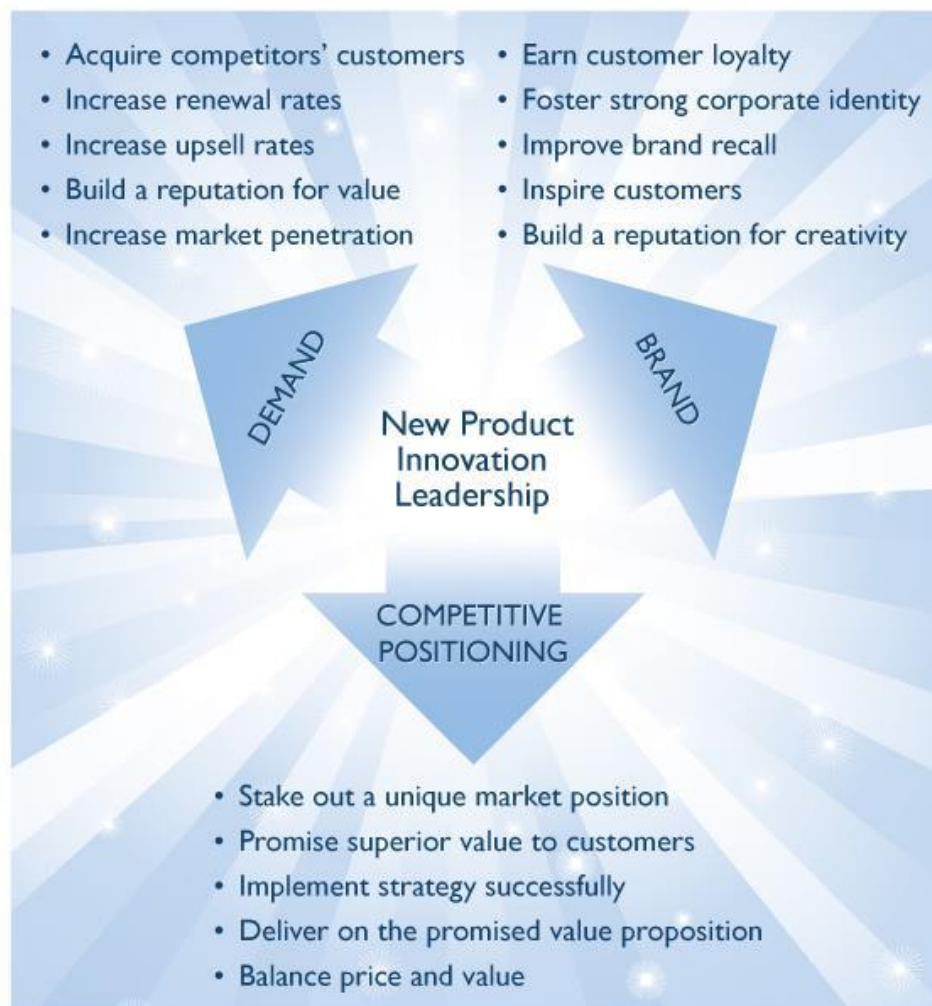 • Acquire competitors' customers
• Increase renewal rates
• Increase upsell rates
• Build a reputation for value
• Increase market penetration
• Earn customer loyalty
• Foster strong corporate identity
• Improve brand recall
• Inspire customers
• Build a reputation for creativity
DEMAND
BRAND
New Product
Innovation
Leadership
COMPETITIVE
POSITIONING
• Stake out a unique market position
• Promise superior value to customers
• Implement strategy successfully
• Deliver on the promised value proposition
• Balance price and value